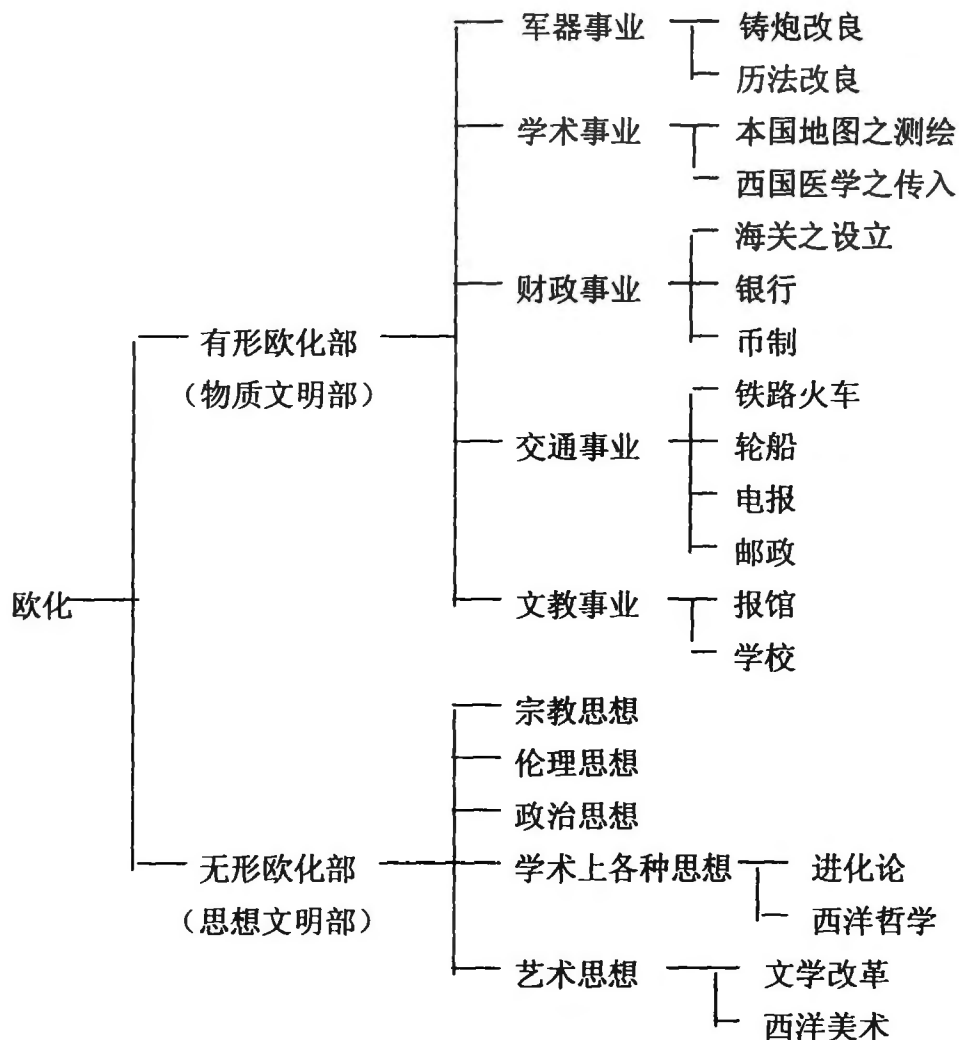 军器事业 铸炮改良
历法改良
学术事业 本国地图之测绘
西国医学之传入
海关之设立
财政事业 银行
有形欧化部 币制
（物质文明部） 铁路火车
交通事业 轮船
电报
邮政
欧化 文教事业 报馆
学校
宗教思想
伦理思想
政治思想
无形欧化部 学术上各种思想 进化论
（思想文明部） 西洋哲学
艺术思想 文学改革
西洋美术